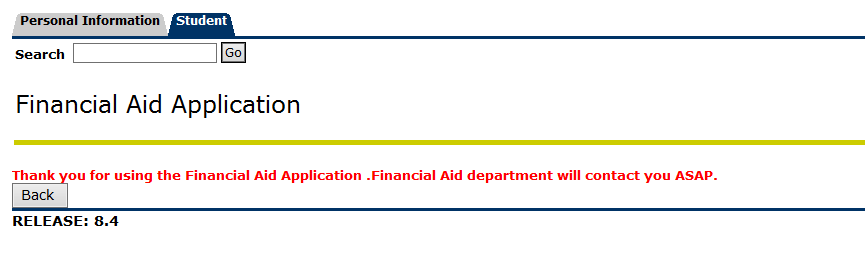 Personal Information Student
Search Go
Financial Aid Application
Thank you for using the Financial Aid Application .Financial Aid department will contact you ASAP.
Back
RELEASE: 8.4